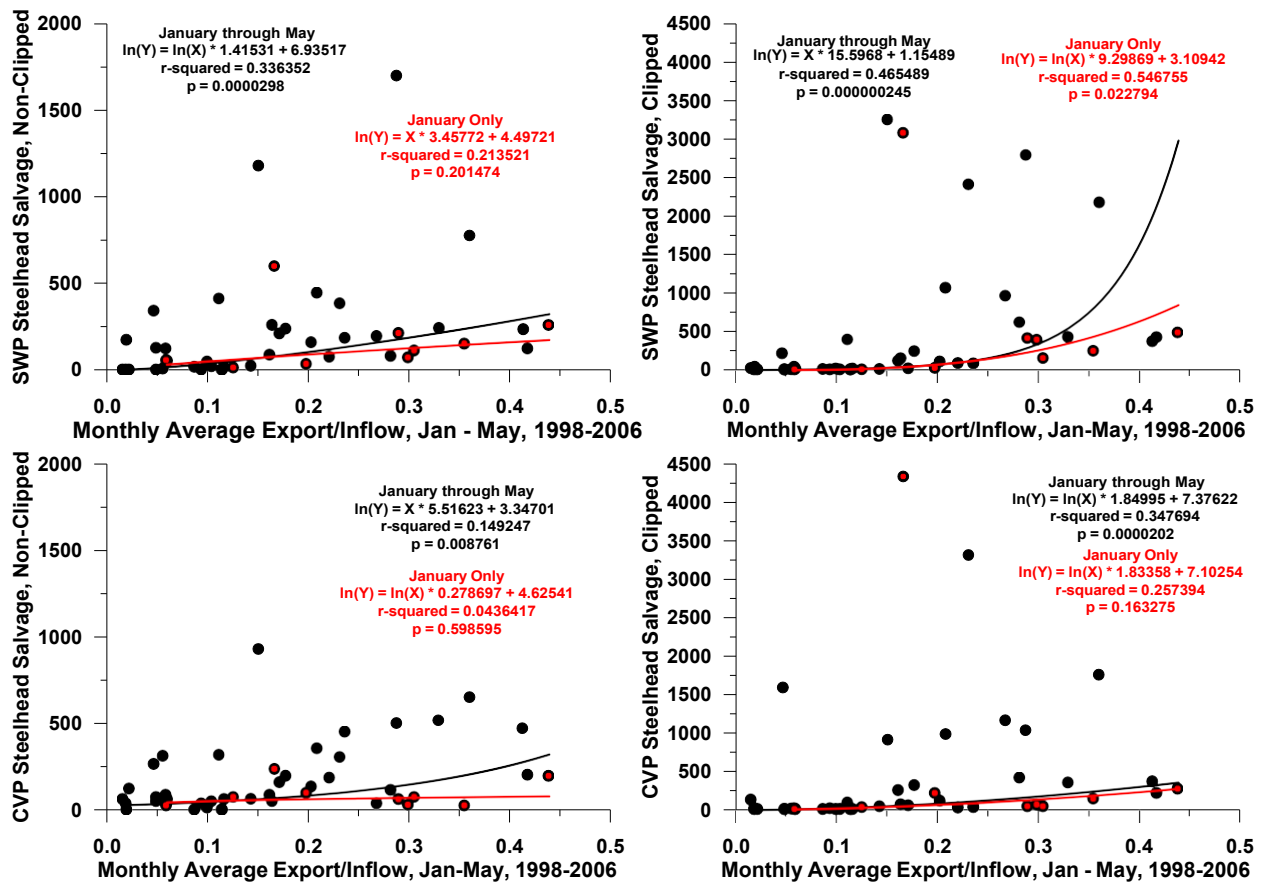 SWP Steelhead Salvage, Non-Clipped
2000
1500
1000
500
0
January through May
ln(Y) = ln(X) * 1.41531 + 6.93517
r-squared = 0.336352
p = 0.0000298
January Only
ln(Y) = X * 3.45772 + 4.49721
r-squared = 0.213521
p = 0.201474
0.0 0.1 0.2 0.3 0.4 0.5
Monthly Average Export/Inflow, Jan - May, 1998-2006
SWP Steelhead Salvage, Clipped
4500
4000
3500
3000
2500
2000
1500
1000
500
0
January through May
ln(Y) = X * 15.5968 + 1.15489
r-squared = 0.465489
p = 0.000000245
January Only
ln(Y) = ln(X) * 9.29869 + 3.10942
r-squared = 0.546755
p = 0.022794
0.0 0.1 0.2 0.3 0.4 0.5
Monthly Average Export/Inflow, Jan-May, 1998-2006
CVP Steelhead Salvage, Non-Clipped
2000
1500
1000
500
0
January through May
ln(Y) = X * 5.51623 + 3.34701
r-squared = 0.149247
p = 0.008761
January Only
ln(Y) = ln(X) * 0.278697 + 4.62541
r-squared = 0.0436417
p = 0.598595
0.0 0.1 0.2 0.3 0.4 0.5
Monthly Average Export/Inflow, Jan-May, 1998-2006
CVP Steelhead Salvage, Clipped
4500
4000
3500
3000
2500
2000
1500
1000
500
0
January through May
ln(Y) = ln(X) * 1.84995 + 7.37622
r-squared = 0.347694
p = 0.0000202
January Only
ln(Y) = ln(X) * 1.83358 + 7.10254
r-squared = 0.257394
p = 0.163275
0.0 0.1 0.2 0.3 0.4 0.5
Monthly Average Export/Inflow, Jan - May, 1998-2006